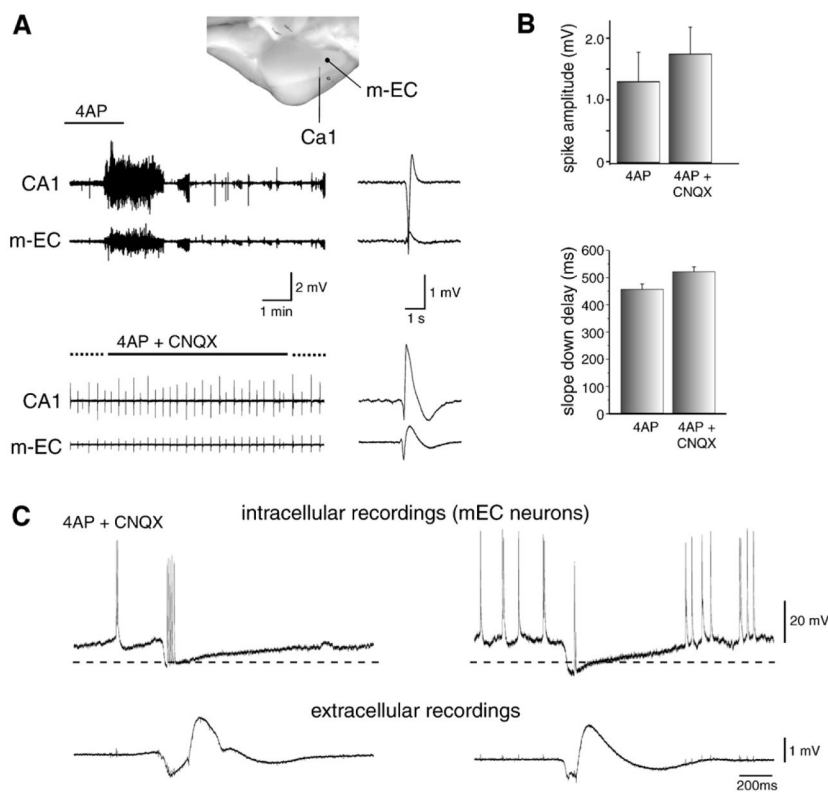 A
m-EC
Ca1
4AP
CA1
m-EC
2 mV
1 min
1 mV
1 s
4AP + CNQX
CA1
m-EC
B
spike amplitude (mV)
2.0
1.0
0
4AP
4AP +
CNQX
slope down delay (ms)
600
500
400
300
200
100
0
4AP
4AP +
CNQX
C
intracellular recordings (mEC neurons)
4AP + CNQX
20 mV
extracellular recordings
1 mV
200ms